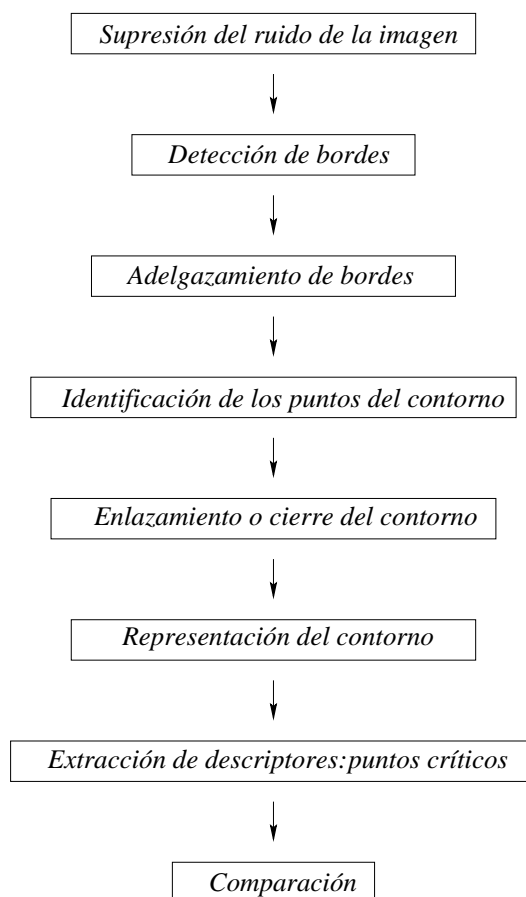 Supresión del ruido de la imagen
Detección de bordes
Adelgazamiento de bordes
Identificación de los puntos del contorno
Enlazamiento o cierre del contorno
Representación del contorno
Extracción de descriptores:puntos críticos
Comparación